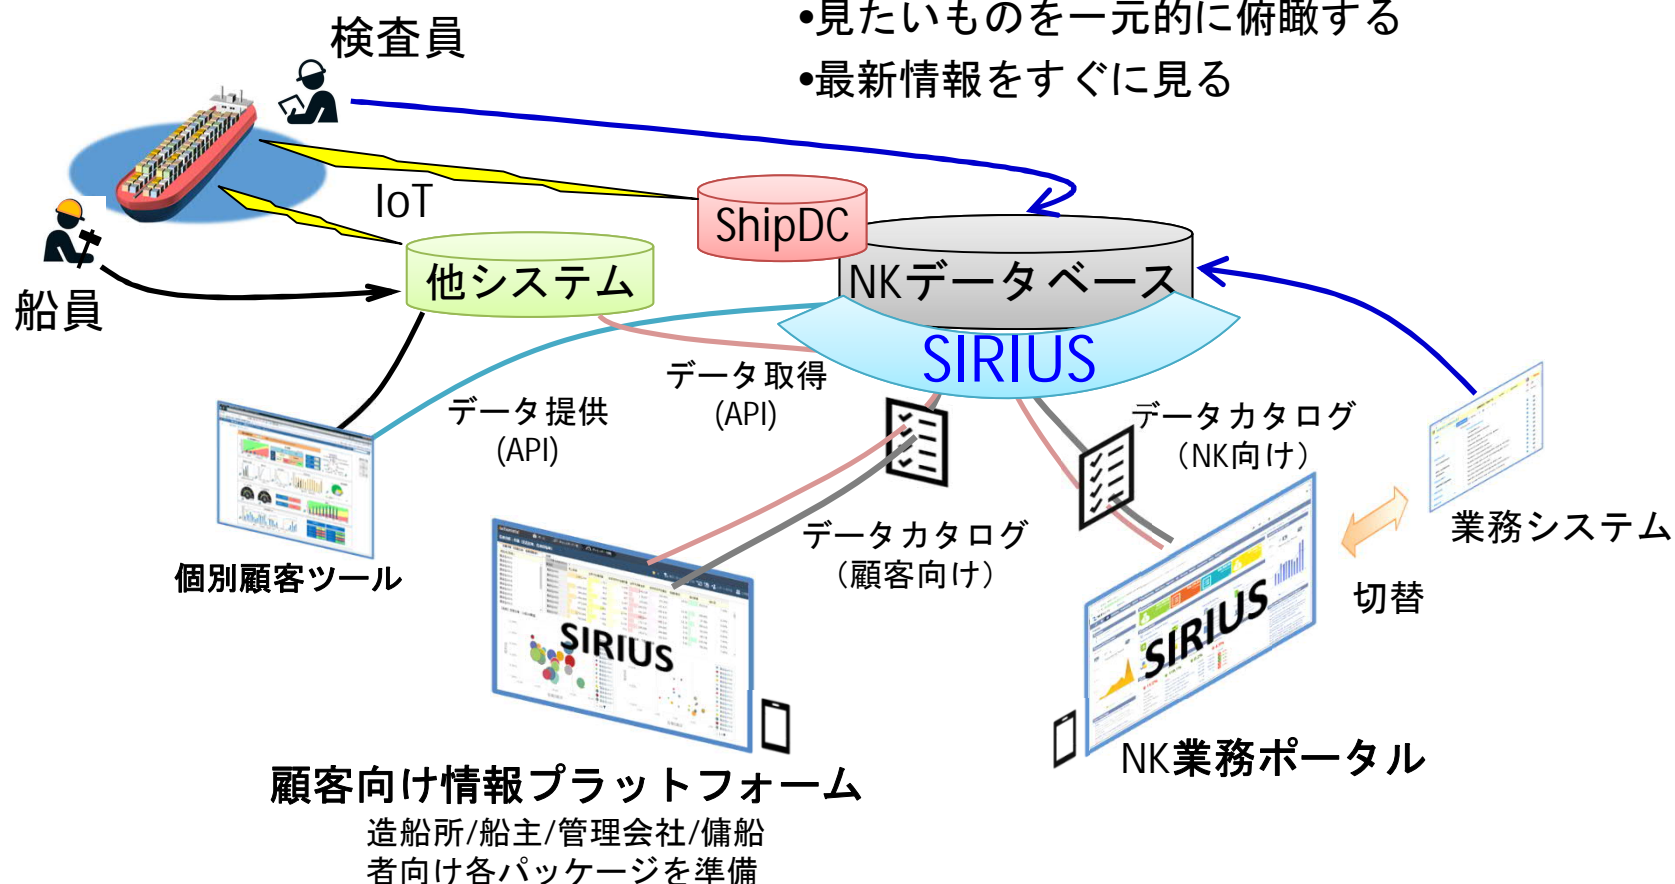 •見たいものを一元的に俯瞰する
•最新情報をすぐに見る
検査員
IoT
ShipDC
船員
他システム
NKデータベース
SIRIUS
データ取得
(API)
データ提供
(API)
データカタログ
（NK向け）
データカタログ
（顧客向け）
業務システム
切替
個別顧客ツール
SIRIUS
SIRIUS
NK業務ポータル
顧客向け情報プラットフォーム
造船所/船主/管理会社/傭船
者向け各パッケージを準備